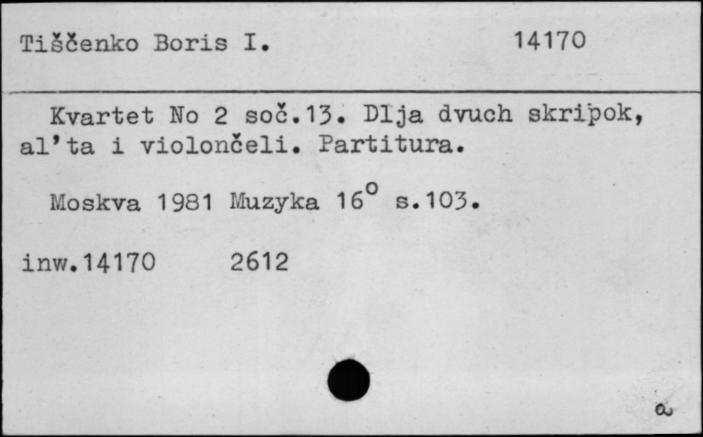 Tiščenko Boris I. 14170
Kvartet No 2 soč.13. Dlja dvuch skripok,
al'ta i violončeli. Partitura.
Moskva 1981 Muzyka 16° s.103.
inw.14170 2612
a